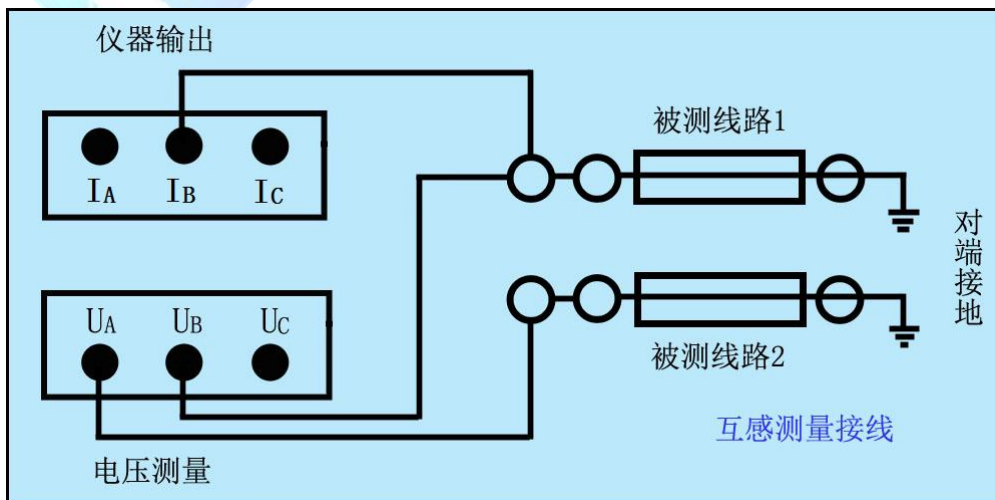 仪器输出
IA IB IC
被测线路1
对端接地
UA UB UC
被测线路2
互感测量接线
电压测量